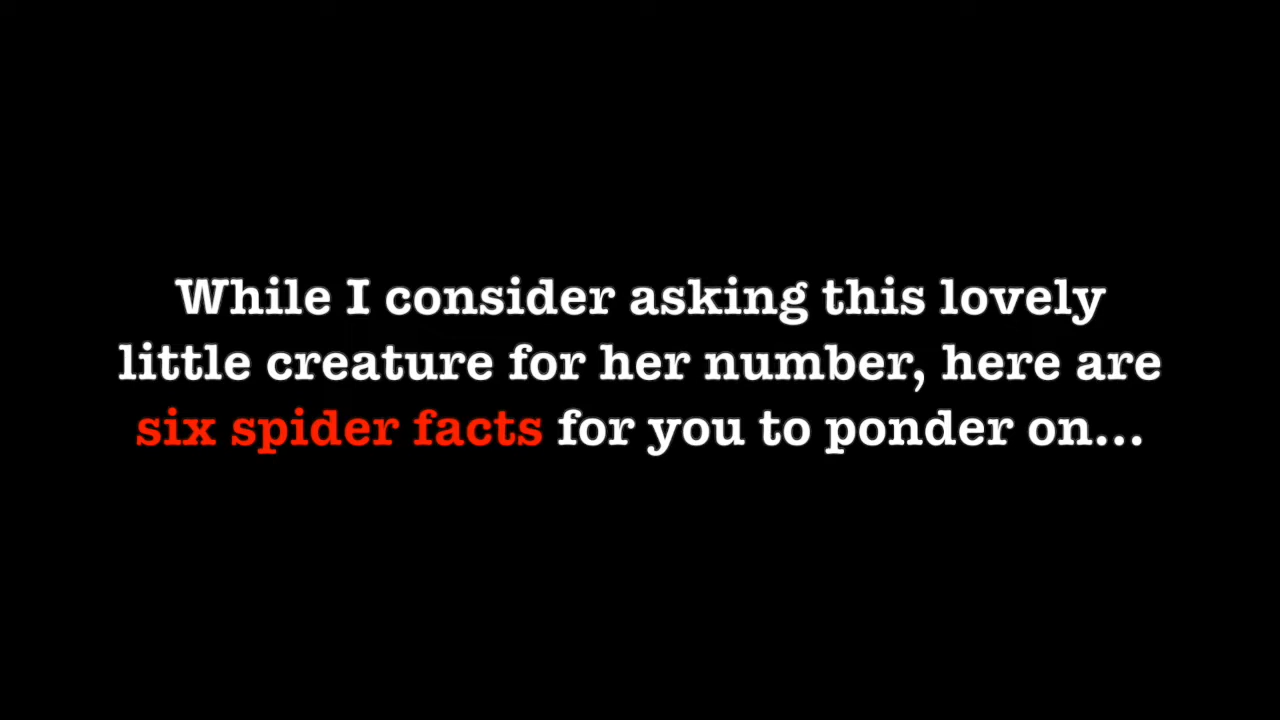 While I consider asking this lovely
little creature for her number, here are
six spider facts for you to ponder on...